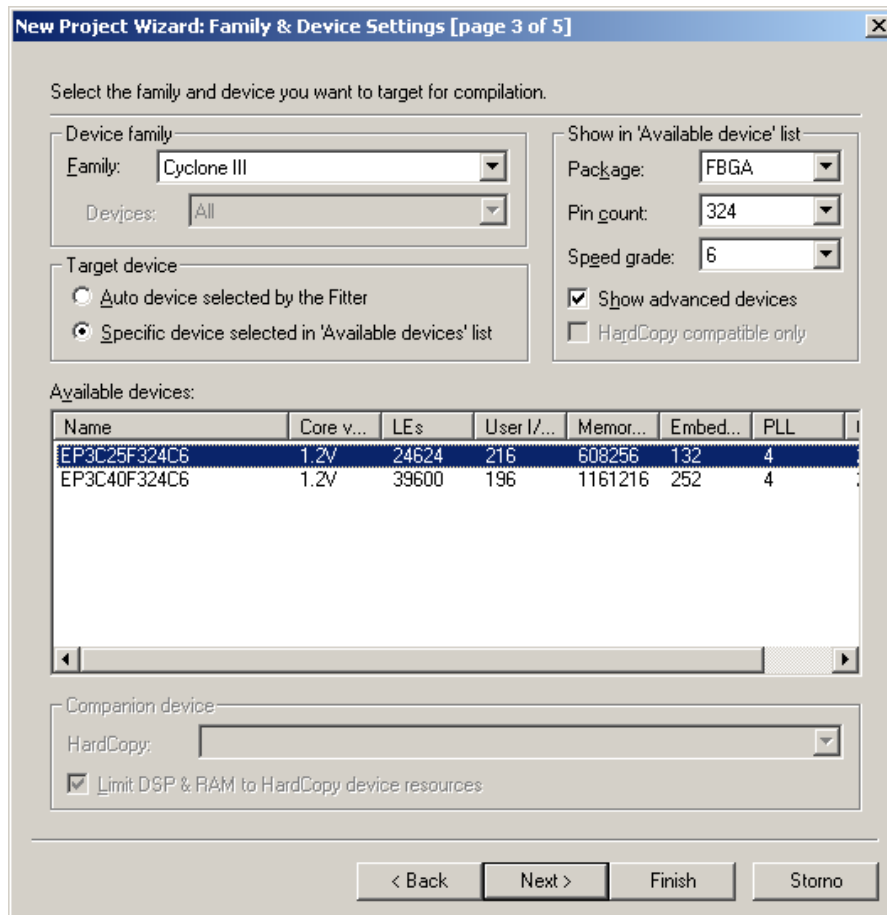 New Project Wizard: Family & Device Settings [page 3 of 5]
Select the family and device you want to target for compilation.
Device family
Family: Cyclone III
Devices: All
Show in 'Available device' list
Package: FBGA
Pin count: 324
Speed grade: 6
Show advanced devices
HardCopy compatible only
Target device
Auto device selected by the Fitter
Specific device selected in 'Available devices' list
Available devices:
Name Core v... LEs User I/... Memor... Embed... PLL
EP3C25F324C6 1.2V 24624 216 608256 132 4
EP3C40F324C6 1.2V 39600 196 1161216 252 4
Companion device
HardCopy:
Limit DSP & RAM to HardCopy device resources
< Back Next > Finish Storno